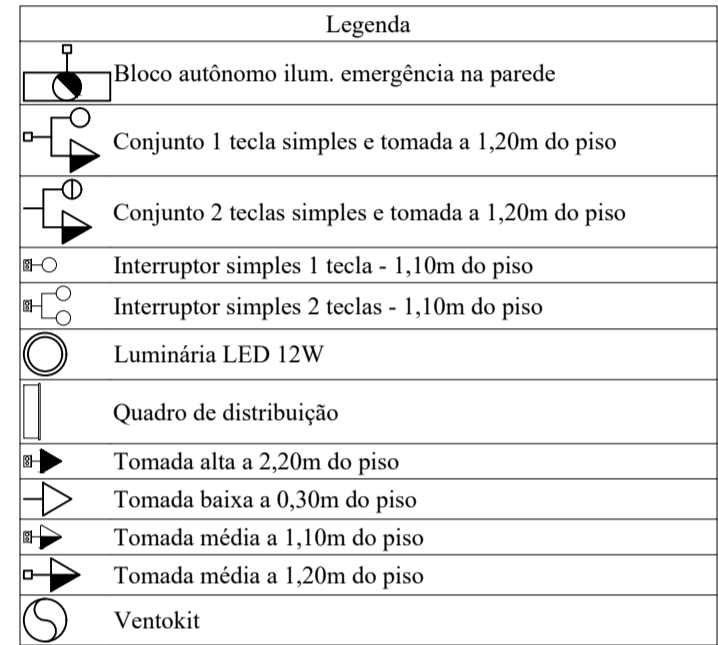 Legenda
Bloco autônomo ilum. emergência na parede
Conjunto 1 tecla simples e tomada a 1,20m do piso
Conjunto 2 teclas simples e tomada a 1,20m do piso
Interruptor simples 1 tecla - 1,10m do piso
Interruptor simples 2 teclas - 1,10m do piso
Luminária LED 12W
Quadro de distribuição
Tomada alta a 2,20m do piso
Tomada baixa a 0,30m do piso
Tomada média a 1,10m do piso
Tomada média a 1,20m do piso
Ventokit